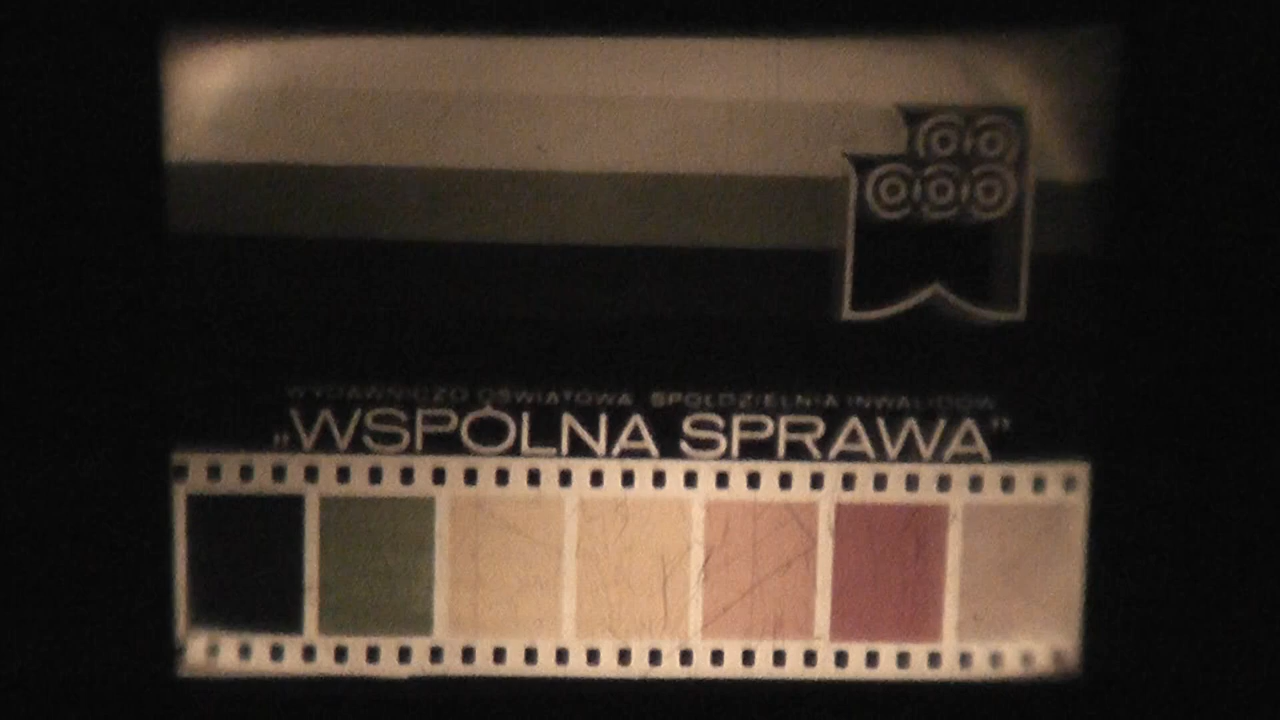 WYDAWNICZO OŚWIATOWA SPÓŁDZIELNIA INWALIDÓW
„WSPÓLNA SPRAWA”